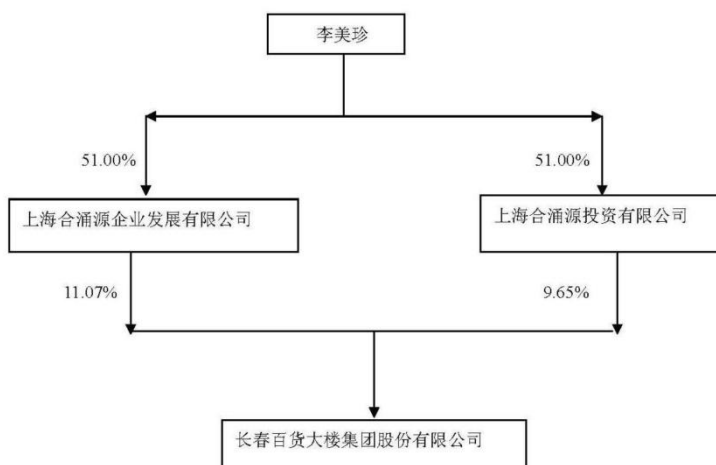 李美珍
51.00%
51.00%
上海合涌源企业发展有限公司
上海合涌源投资有限公司
11.07%
9.65%
长春百货大楼集团股份有限公司